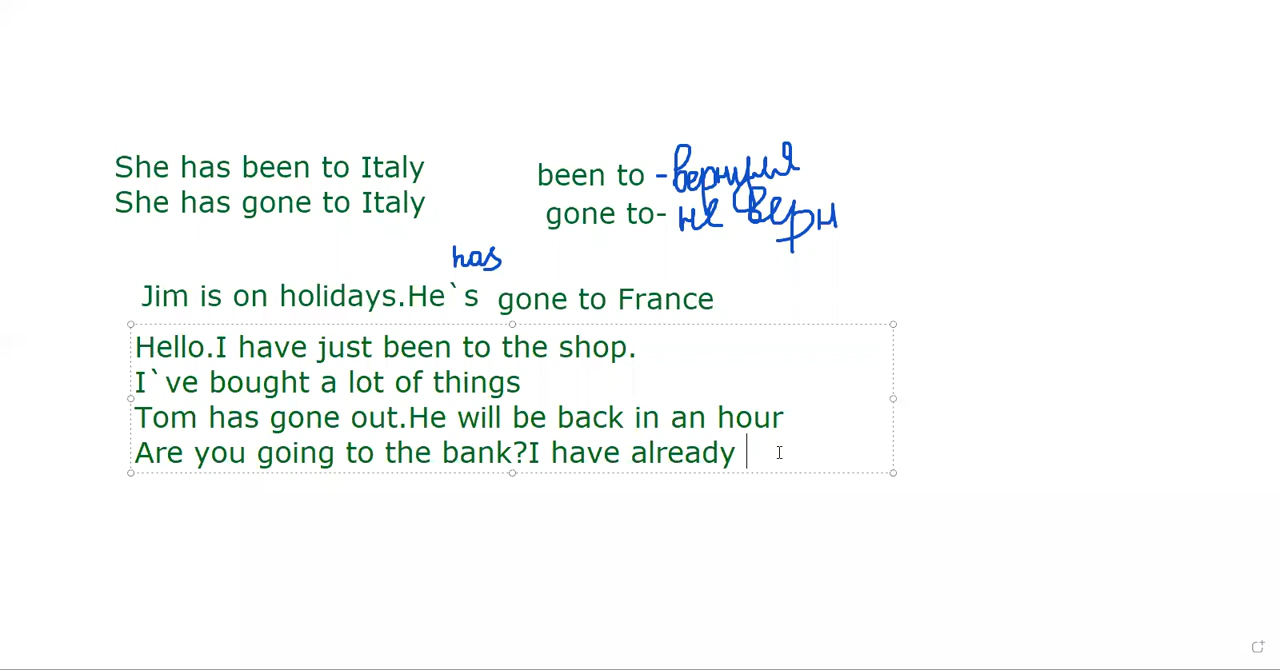 She has been to Italy
She has gone to Italy
been to -вернулся
gone to- не верн
has
Jim is on holidays.He`s gone to France
Hello.I have just been to the shop.
I`ve bought a lot of things
Tom has gone out.He will be back in an hour
Are you going to the bank?I have already